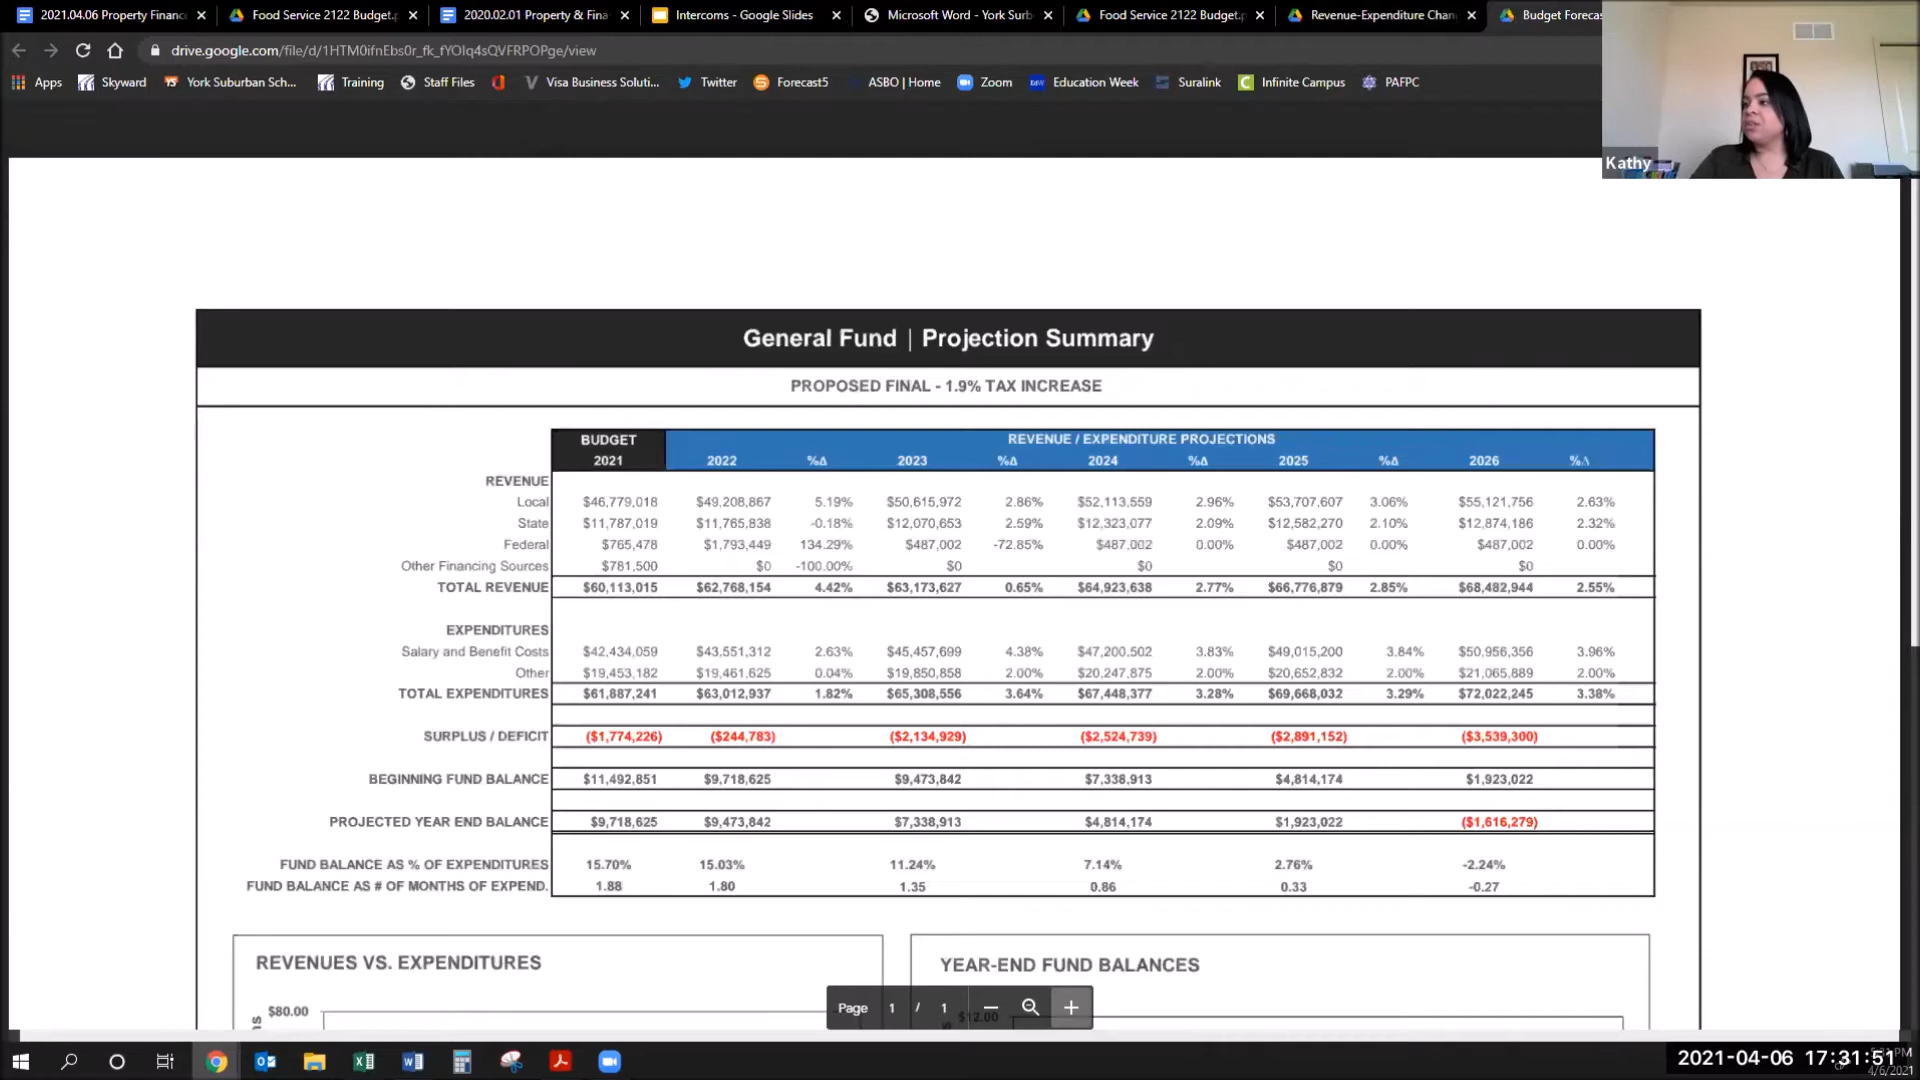 2021.04.06 Property Financ Food Service 2122 Budget.p 2020.02.01 Property & Fina Intercoms - Google Slides Microsoft Word - York Surb Food Service 2122 Budget.p Revenue-Expenditure Chan Budget Forecas
drive.google.com/file/d/1HTM0ifnEbs0r_fk_fYOIq4sQVFRPOPge/view
Apps Skyward York Suburban Sch... Training Staff Files Visa Business Soluti... Twitter Forecast5 ASBO | Home Zoom Education Week Suralink Infinite Campus PAFPC
Kathy
General Fund | Projection Summary
PROPOSED FINAL - 1.9% TAX INCREASE
BUDGET REVENUE / EXPENDITURE PROJECTIONS
2021 2022 %Δ 2023 %Δ 2024 %Δ 2025 %Δ 2026 %Δ
REVENUE
Local $46,779,018 $49,208,867 5.19% $50,615,972 2.86% $52,113,559 2.96% $53,707,607 3.06% $55,121,756 2.63%
State $11,787,019 $11,765,838 -0.18% $12,070,653 2.59% $12,323,077 2.09% $12,582,270 2.10% $12,874,186 2.32%
Federal $765,478 $1,793,449 134.29% $487,002 -72.85% $487,002 0.00% $487,002 0.00% $487,002 0.00%
Other Financing Sources $781,500 $0 -100.00% $0 $0 $0 $0
TOTAL REVENUE $60,113,015 $62,768,154 4.42% $63,173,627 0.65% $64,923,638 2.77% $66,776,879 2.85% $68,482,944 2.55%
EXPENDITURES
Salary and Benefit Costs $42,434,059 $43,551,312 2.63% $45,457,699 4.38% $47,200,502 3.83% $49,015,200 3.84% $50,956,356 3.96%
Other $19,453,182 $19,461,625 0.04% $19,850,858 2.00% $20,247,875 2.00% $20,652,832 2.00% $21,065,889 2.00%
TOTAL EXPENDITURES $61,887,241 $63,012,937 1.82% $65,308,556 3.64% $67,448,377 3.28% $69,668,032 3.29% $72,022,245 3.38%
SURPLUS / DEFICIT ($1,774,226) ($244,783) ($2,134,929) ($2,524,739) ($2,891,152) ($3,539,300)
BEGINNING FUND BALANCE $11,492,851 $9,718,625 $9,473,842 $7,338,913 $4,814,174 $1,923,022
PROJECTED YEAR END BALANCE $9,718,625 $9,473,842 $7,338,913 $4,814,174 $1,923,022 ($1,616,279)
FUND BALANCE AS % OF EXPENDITURES 15.70% 15.03% 11.24% 7.14% 2.76% -2.24%
FUND BALANCE AS # OF MONTHS OF EXPEND. 1.88 1.80 1.35 0.86 0.33 -0.27
REVENUES VS. EXPENDITURES
YEAR-END FUND BALANCES
$80.00
Page 1 / 1
$12.00
2021-04-06 17:31:51
4/6/2021